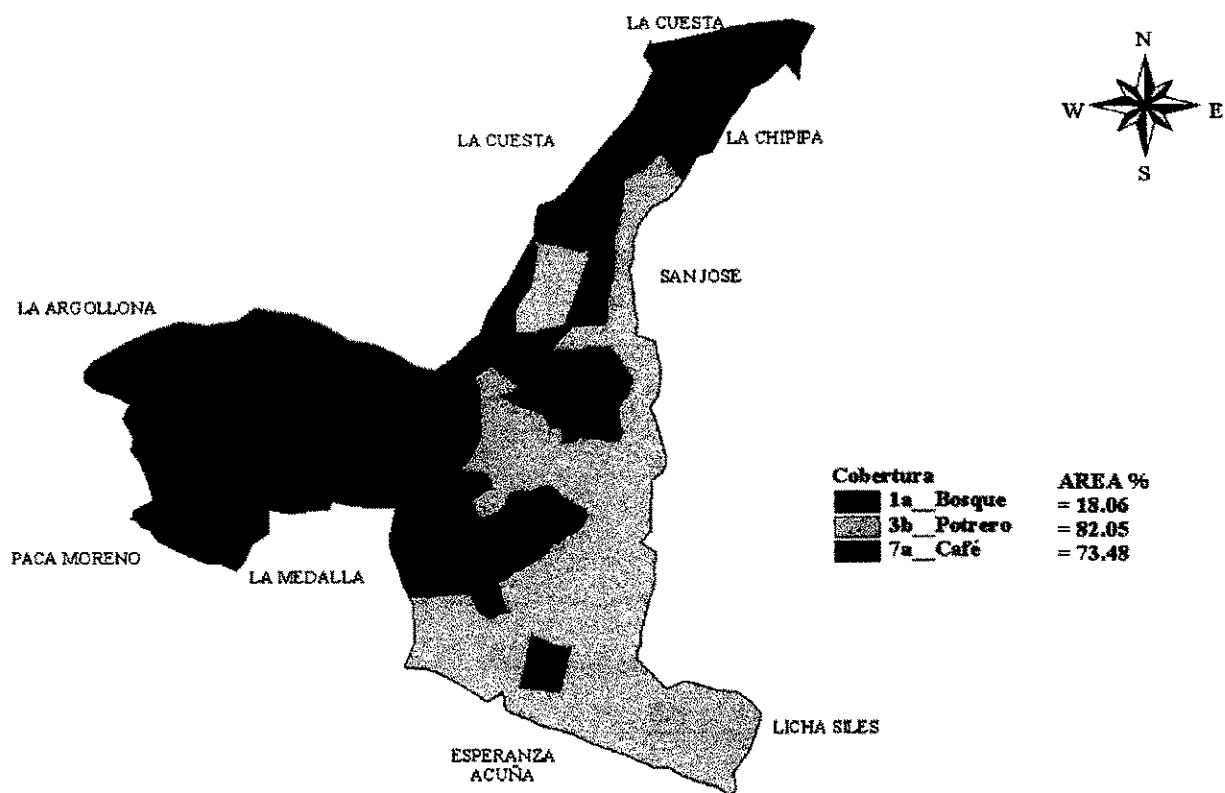 LA CUESTA
N
W E
S
LA CUESTA
LA CHIPIPA
SAN JOSE
LA ARGOLLONA
Cobertura AREA %
1a__Bosque = 18.06
3b__Potrero = 82.05
7a__Café = 73.48
PACA MORENO
LA MEDALLA
LICHA SILES
ESPERANZA
ACUÑA